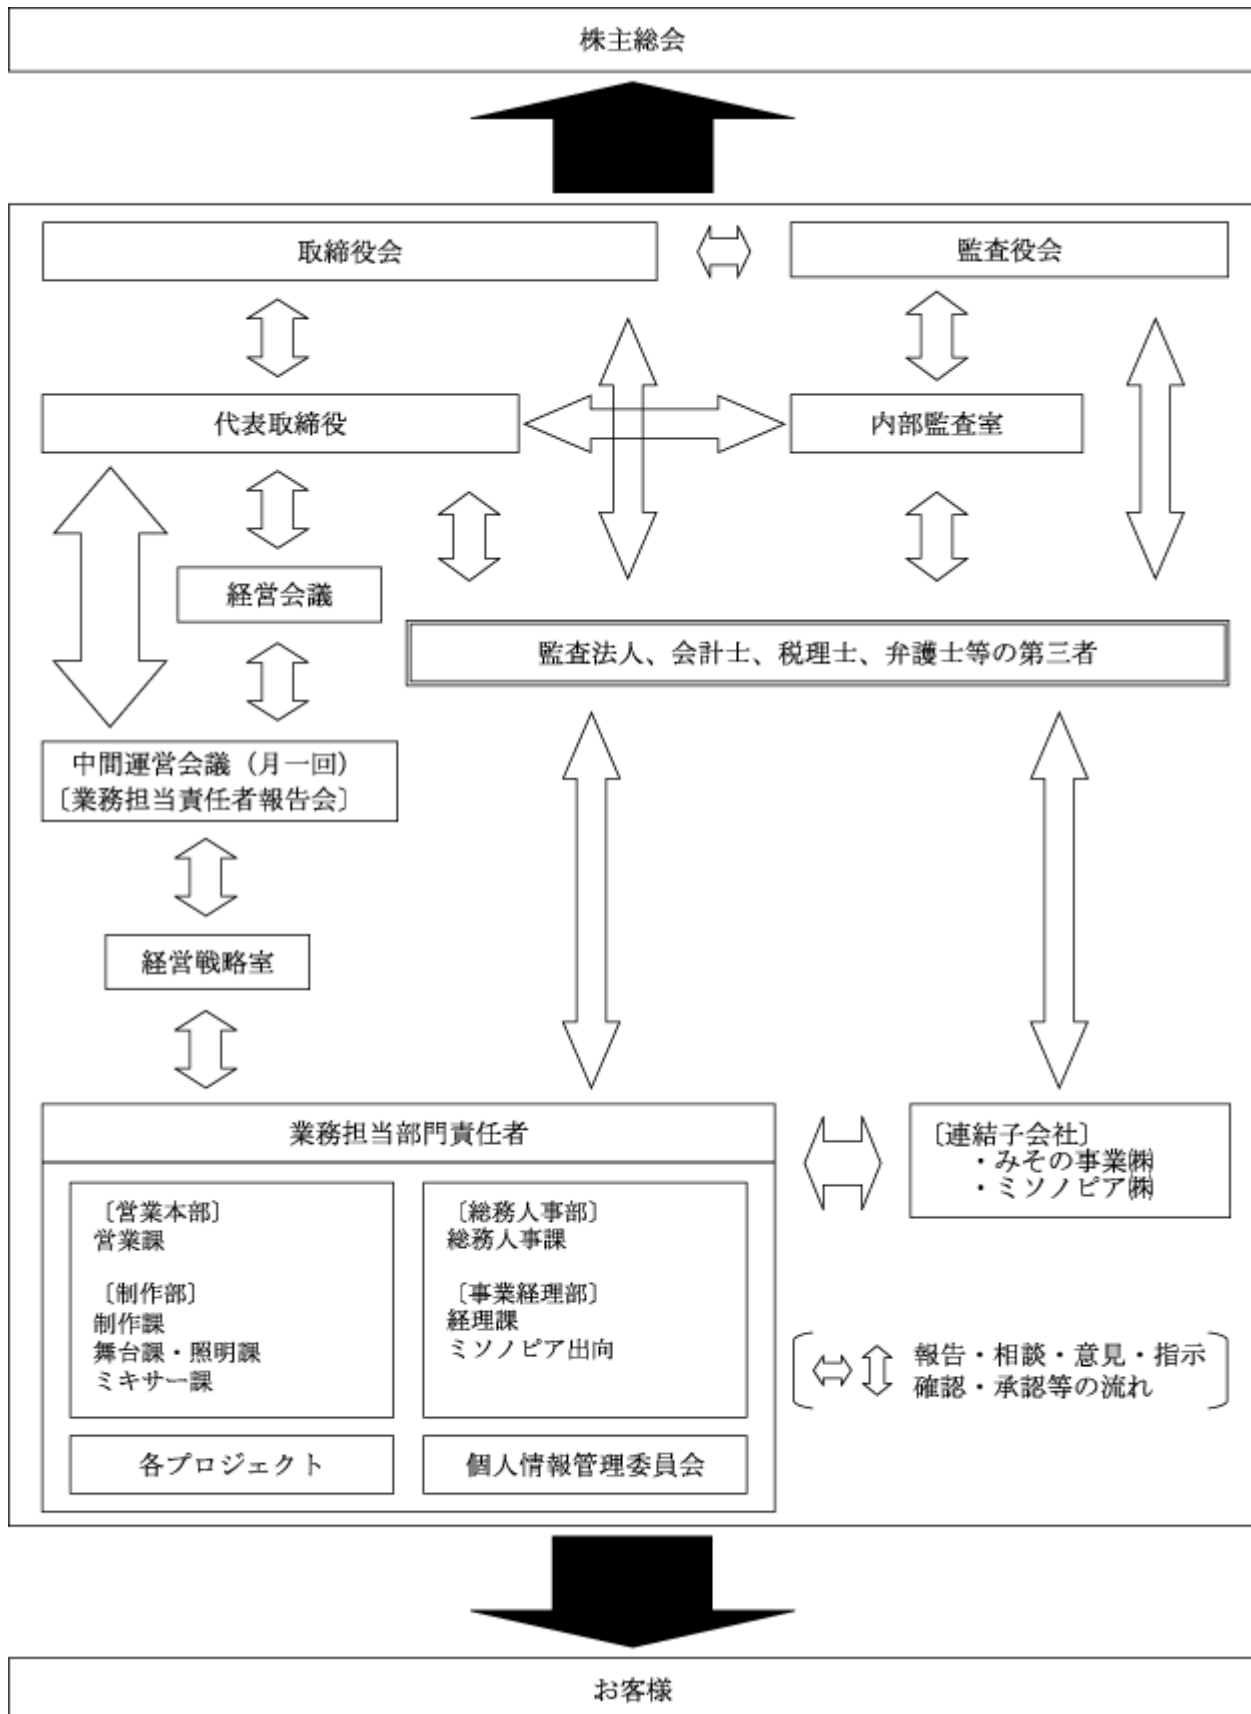 株主総会
取締役会
監査役会
代表取締役
内部監査室
経営会議
監査法人、会計士、税理士、弁護士等の第三者
中間運営会議（月一回）
〔業務担当責任者報告会〕
経営戦略室
業務担当部門責任者
〔営業本部〕
営業課
〔制作部〕
制作課
舞台課・照明課
ミキサー課
〔総務人事部〕
総務人事課
〔事業経理部〕
経理課
ミソノピア出向
各プロジェクト
個人情報管理委員会
〔連結子会社〕
・みその事業㈱
・ミソノピア㈱
報告・相談・意見・指示
確認・承認等の流れ
お客様